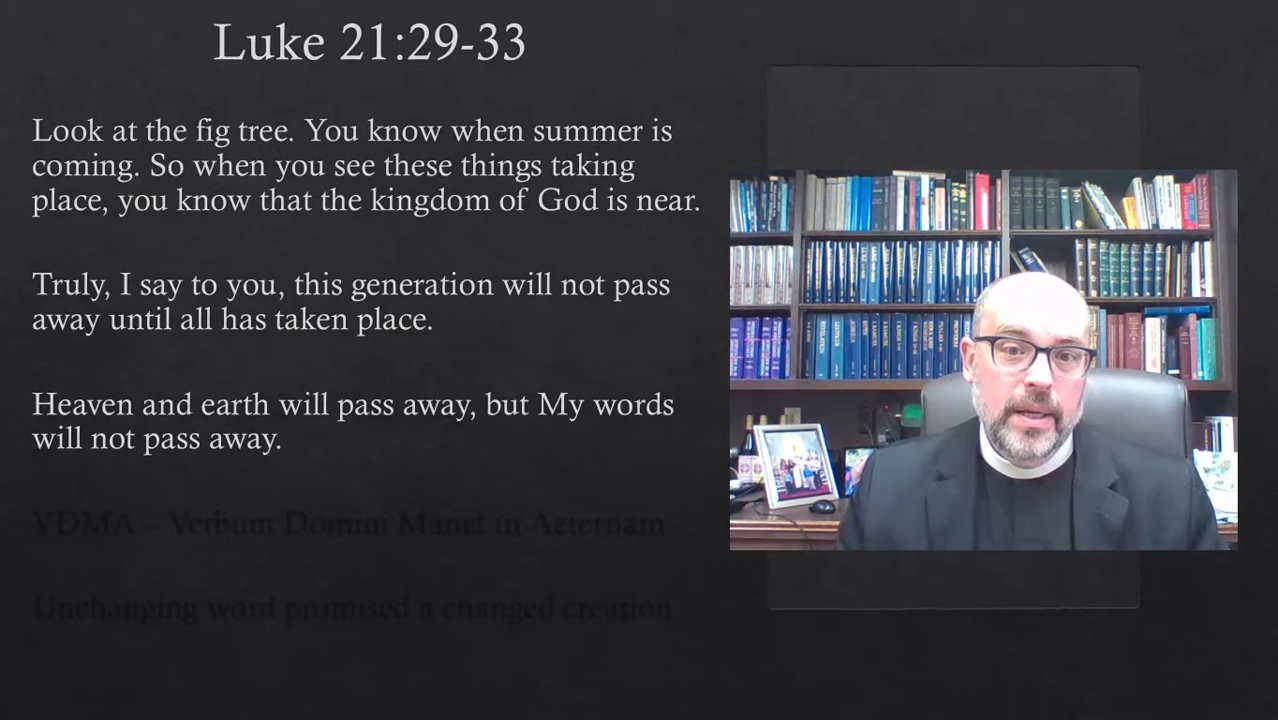 Luke 21:29-33
Look at the fig tree. You know when summer is
coming. So when you see these things taking
place, you know that the kingdom of God is near.
Truly, I say to you, this generation will not pass
away until all has taken place.
Heaven and earth will pass away, but My words
will not pass away.
VDMA – Verbum Domini Manet in Aeternam
Unchanging word promised a changed creation